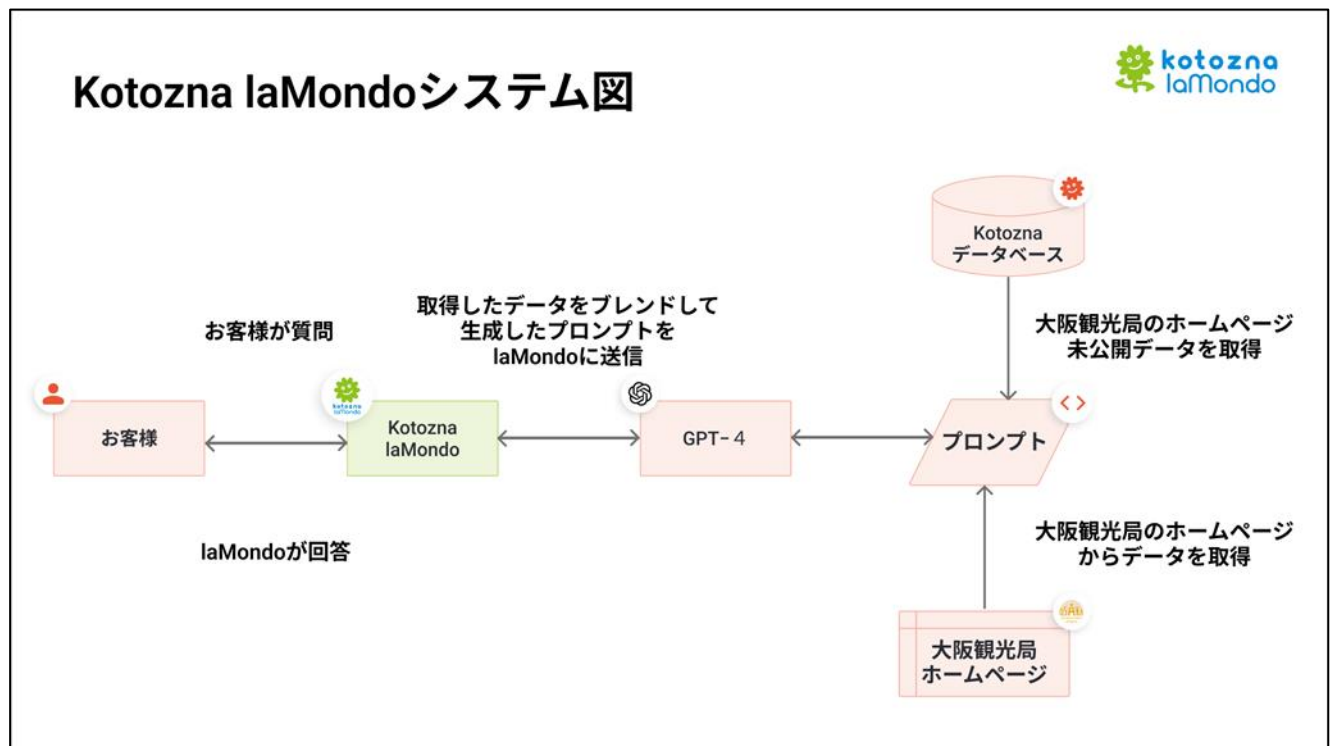 Kotozna laMondoシステム図
kotozna
laMondo
Kotozna
データベース
取得したデータをブレンドして
生成したプロンプトを
laMondoに送信
お客様が質問
大阪観光局のホームページ
未公開データを取得
お客様
Kotozna
laMondo
GPT-４
プロンプト
laMondoが回答
大阪観光局のホームページ
からデータを取得
大阪観光局
ホームページ